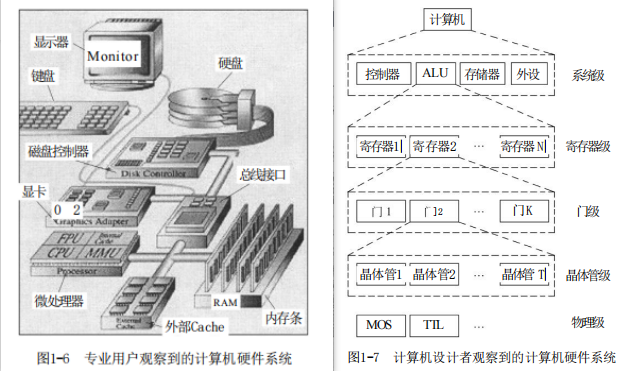 显示器
Monitor
键盘
硬盘
磁盘控制器
Disk Controller
总线接口
显卡
0 2
Graphics Adapter
FPU Internal Cache
CPU MMU
Processor
微处理器
RAM
内存条
External Cache
外部Cache
图1-6 专业用户观察到的计算机硬件系统
计算机
控制器 ALU 存储器 外设 系统级
寄存器1 寄存器2 … 寄存器N 寄存器级
门1 门2 … 门K 门级
晶体管1 晶体管2 … 晶体管T 晶体管级
MOS TIL … 物理级
图1-7 计算机设计者观察到的计算机硬件系统